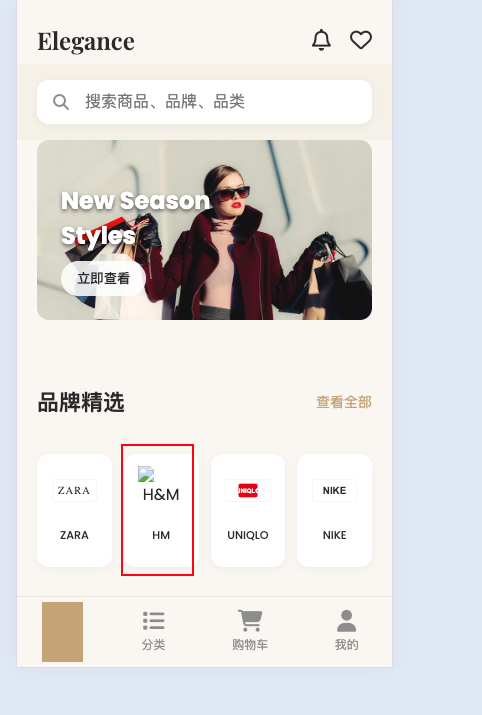 Elegance
搜索商品、品牌、品类
New Season
Styles
立即查看
品牌精选
查看全部
ZARA
H&M
UNIQLO
NIKE
ZARA
HM
UNIQLO
NIKE
分类
购物车
我的